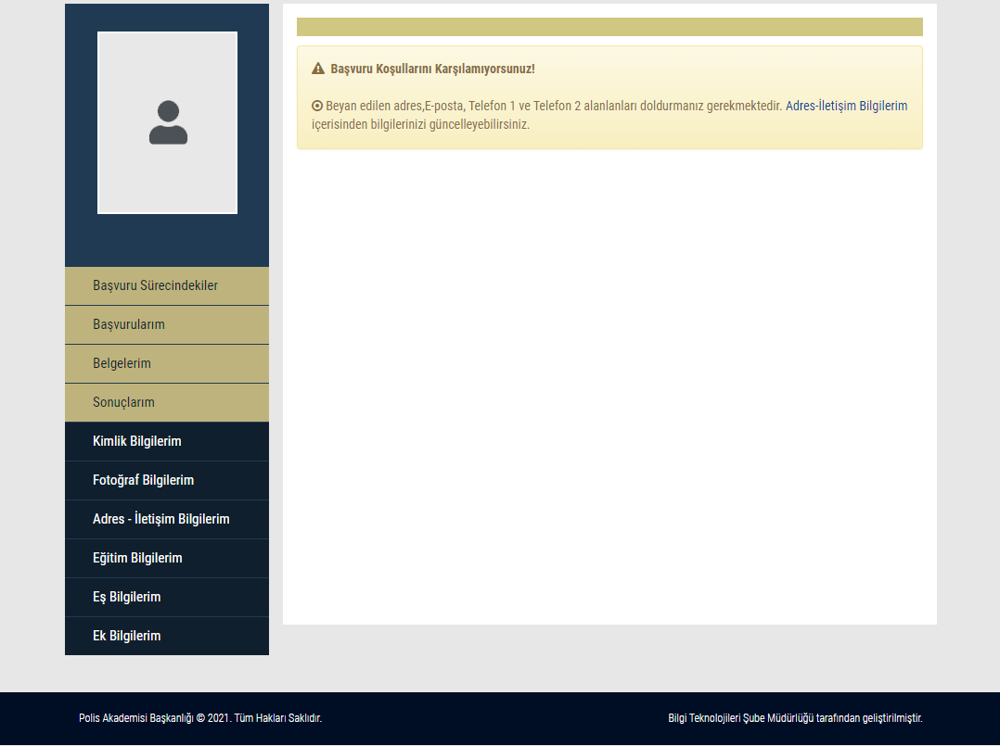 Başvuru Sürecindekiler
Başvurularım
Belgelerim
Sonuçlarım
Kimlik Bilgilerim
Fotoğraf Bilgilerim
Adres - İletişim Bilgilerim
Eğitim Bilgilerim
Eş Bilgilerim
Ek Bilgilerim
Başvuru Koşullarını Karşılamıyorsunuz!
Beyan edilen adres,E-posta, Telefon 1 ve Telefon 2 alanlanları doldurmanız gerekmektedir. Adres-İletişim Bilgilerim
içerisinden bilgilerinizi güncelleyebilirsiniz.
Polis Akademisi Başkanlığı © 2021. Tüm Hakları Saklıdır.
Bilgi Teknolojileri Şube Müdürlüğü tarafından geliştirilmiştir.